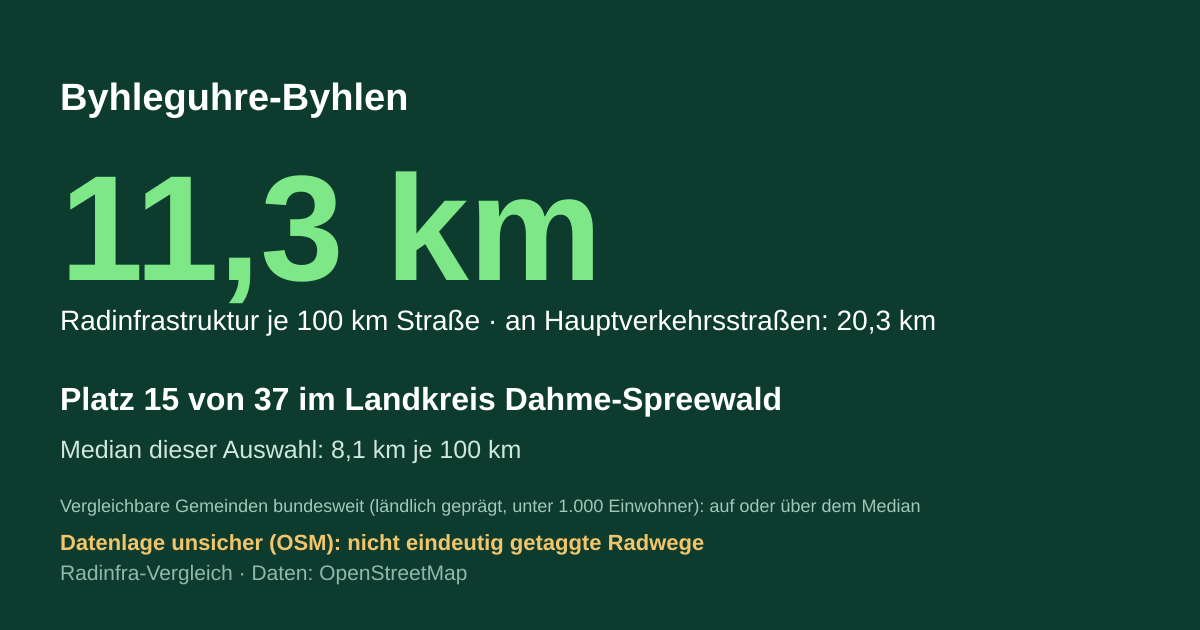 Byhleguhre-Byhlen
11,3 km
Radinfrastruktur je 100 km Straße · an Hauptverkehrsstraßen: 20,3 km
Platz 15 von 37 im Landkreis Dahme-Spreewald
Median dieser Auswahl: 8,1 km je 100 km
Vergleichbare Gemeinden bundesweit (ländlich geprägt, unter 1.000 Einwohner): auf oder über dem Median
Datenlage unsicher (OSM): nicht eindeutig getaggte Radwege
Radinfra-Vergleich · Daten: OpenStreetMap